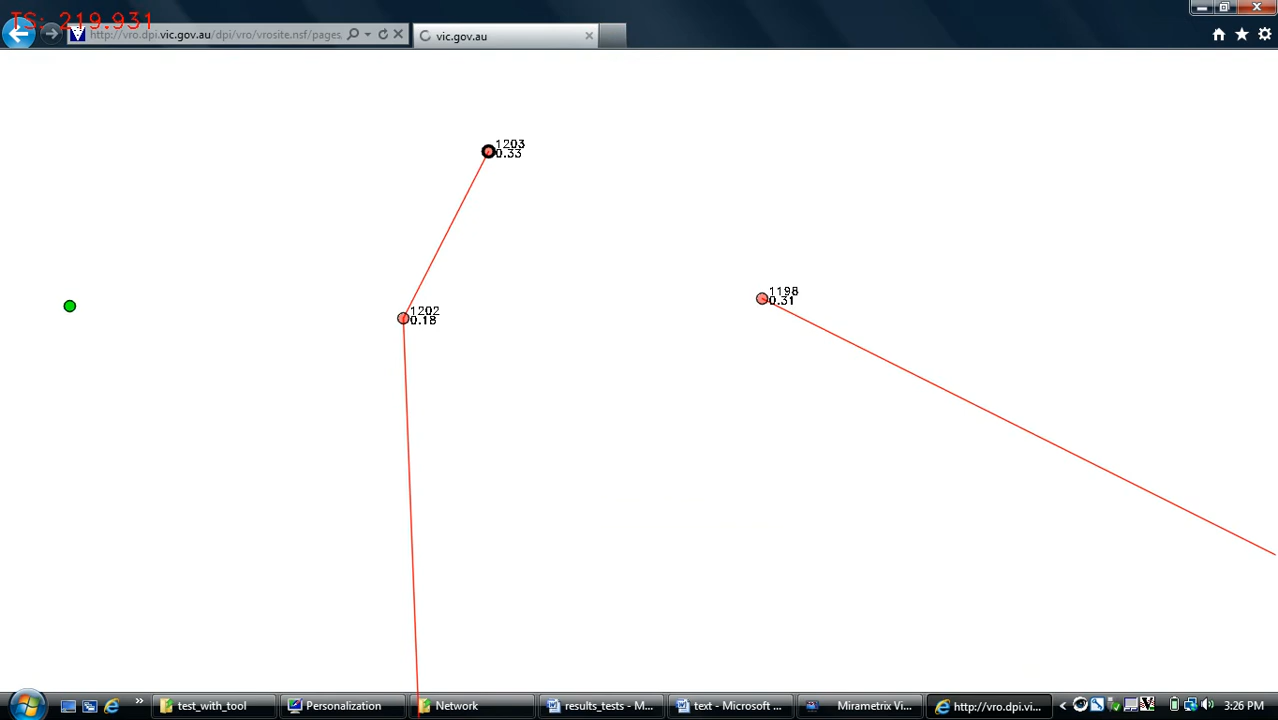 TS: 219.931
http://vro.dpi.vic.gov.au/dpi/vro/vrosite.nsf/pages.
vic.gov.au
1203
0.33
1202
0.18
1198
0.31
» test_with_tool Personalization Network results_tests - M... text - Microsoft ... Mirametrix Vi... http://vro.dpi.vi... 3:26 PM